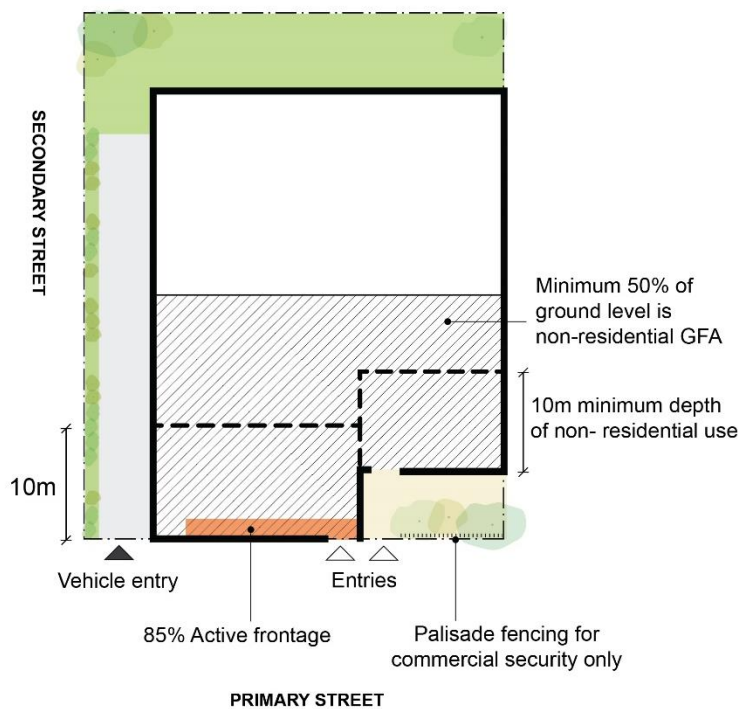 SECONDARY STREET
Minimum 50% of
ground level is
non-residential GFA
10m minimum depth
of non- residential use
10m
Vehicle entry
Entries
85% Active frontage
Palisade fencing for
commercial security only
PRIMARY STREET